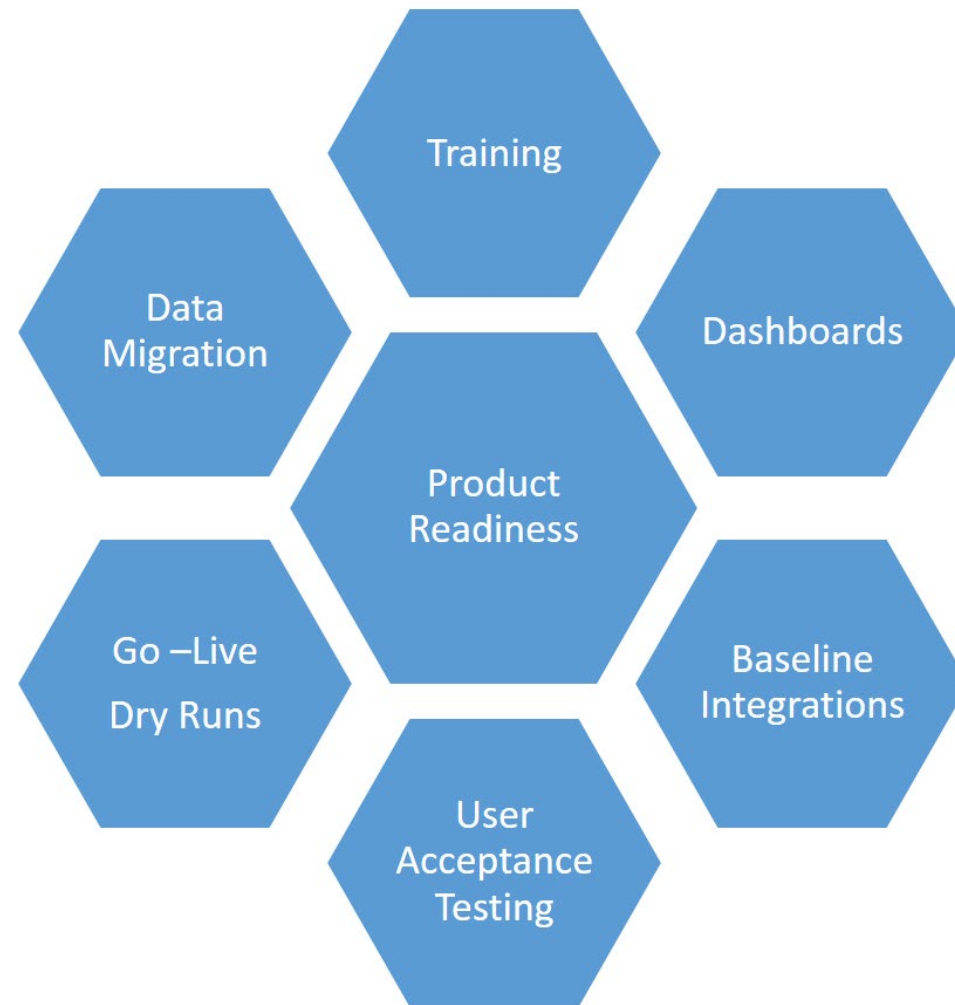 Training
Data
Migration
Dashboards
Product
Readiness
Go –Live
Dry Runs
Baseline
Integrations
User
Acceptance
Testing